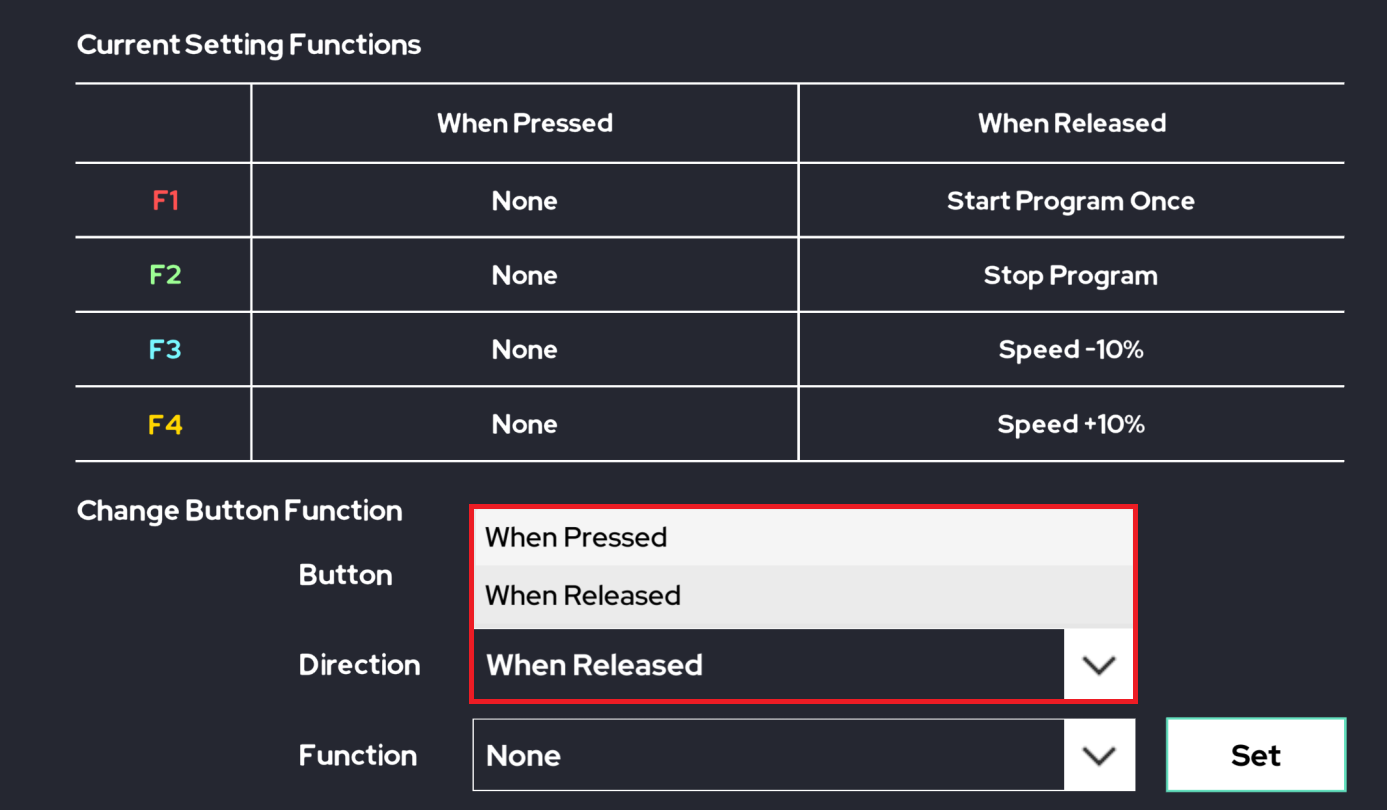 Current Setting Functions
When Pressed When Released
F1 None Start Program Once
F2 None Stop Program
F3 None Speed -10%
F4 None Speed +10%
Change Button Function
When Pressed
Button
When Released
Direction When Released
Function None Set